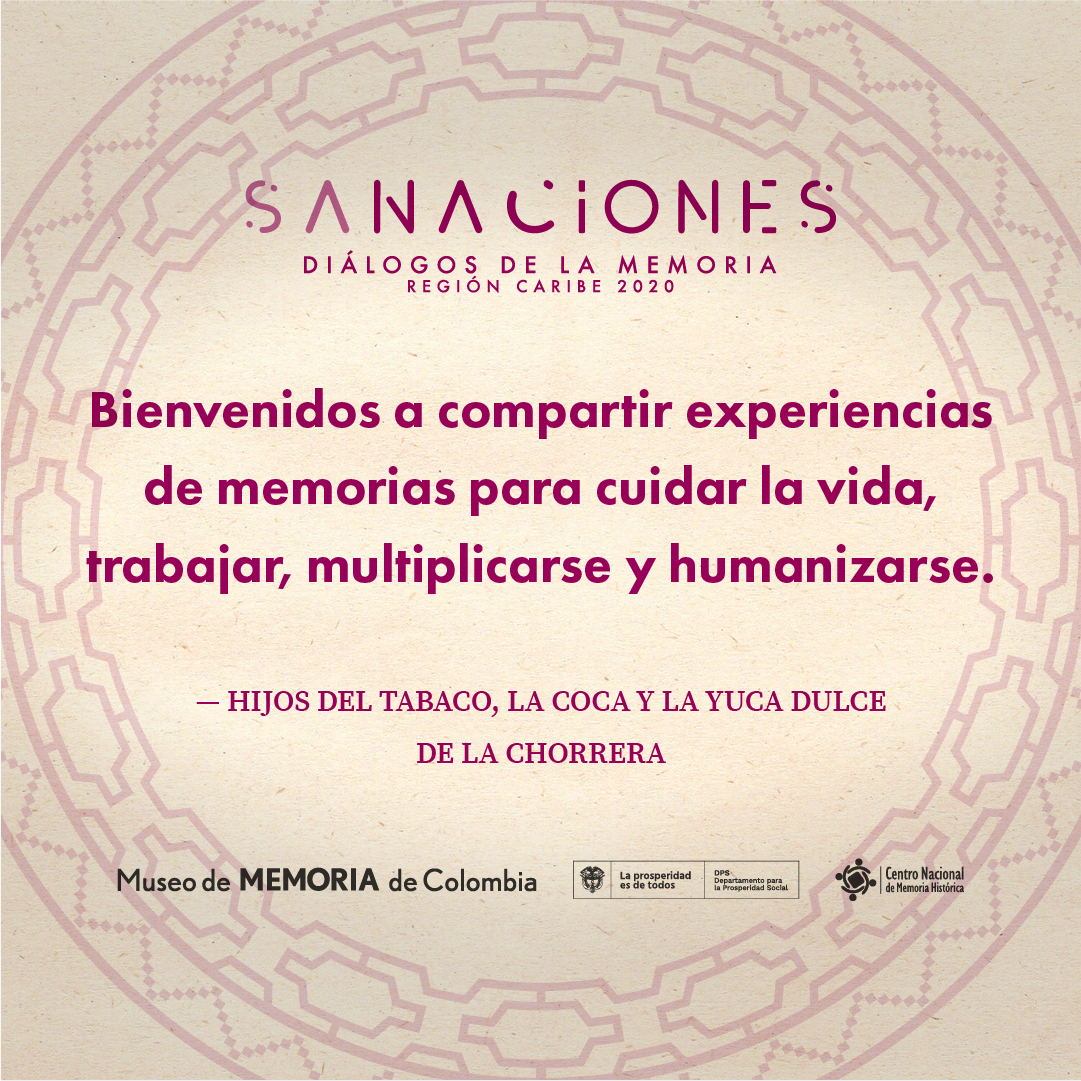 SANACIONES
DIÁLOGOS DE LA MEMORIA
REGIÓN CARIBE 2020
Bienvenidos a compartir experiencias
de memorias para cuidar la vida,
trabajar, multiplicarse y humanizarse.
— HIJOS DEL TABACO, LA COCA Y LA YUCA DULCE
DE LA CHORRERA
Museo de MEMORIA de Colombia
La prosperidad
es de todos
DPS
Departamento para
la Prosperidad Social
Centro Nacional
de Memoria Histórica